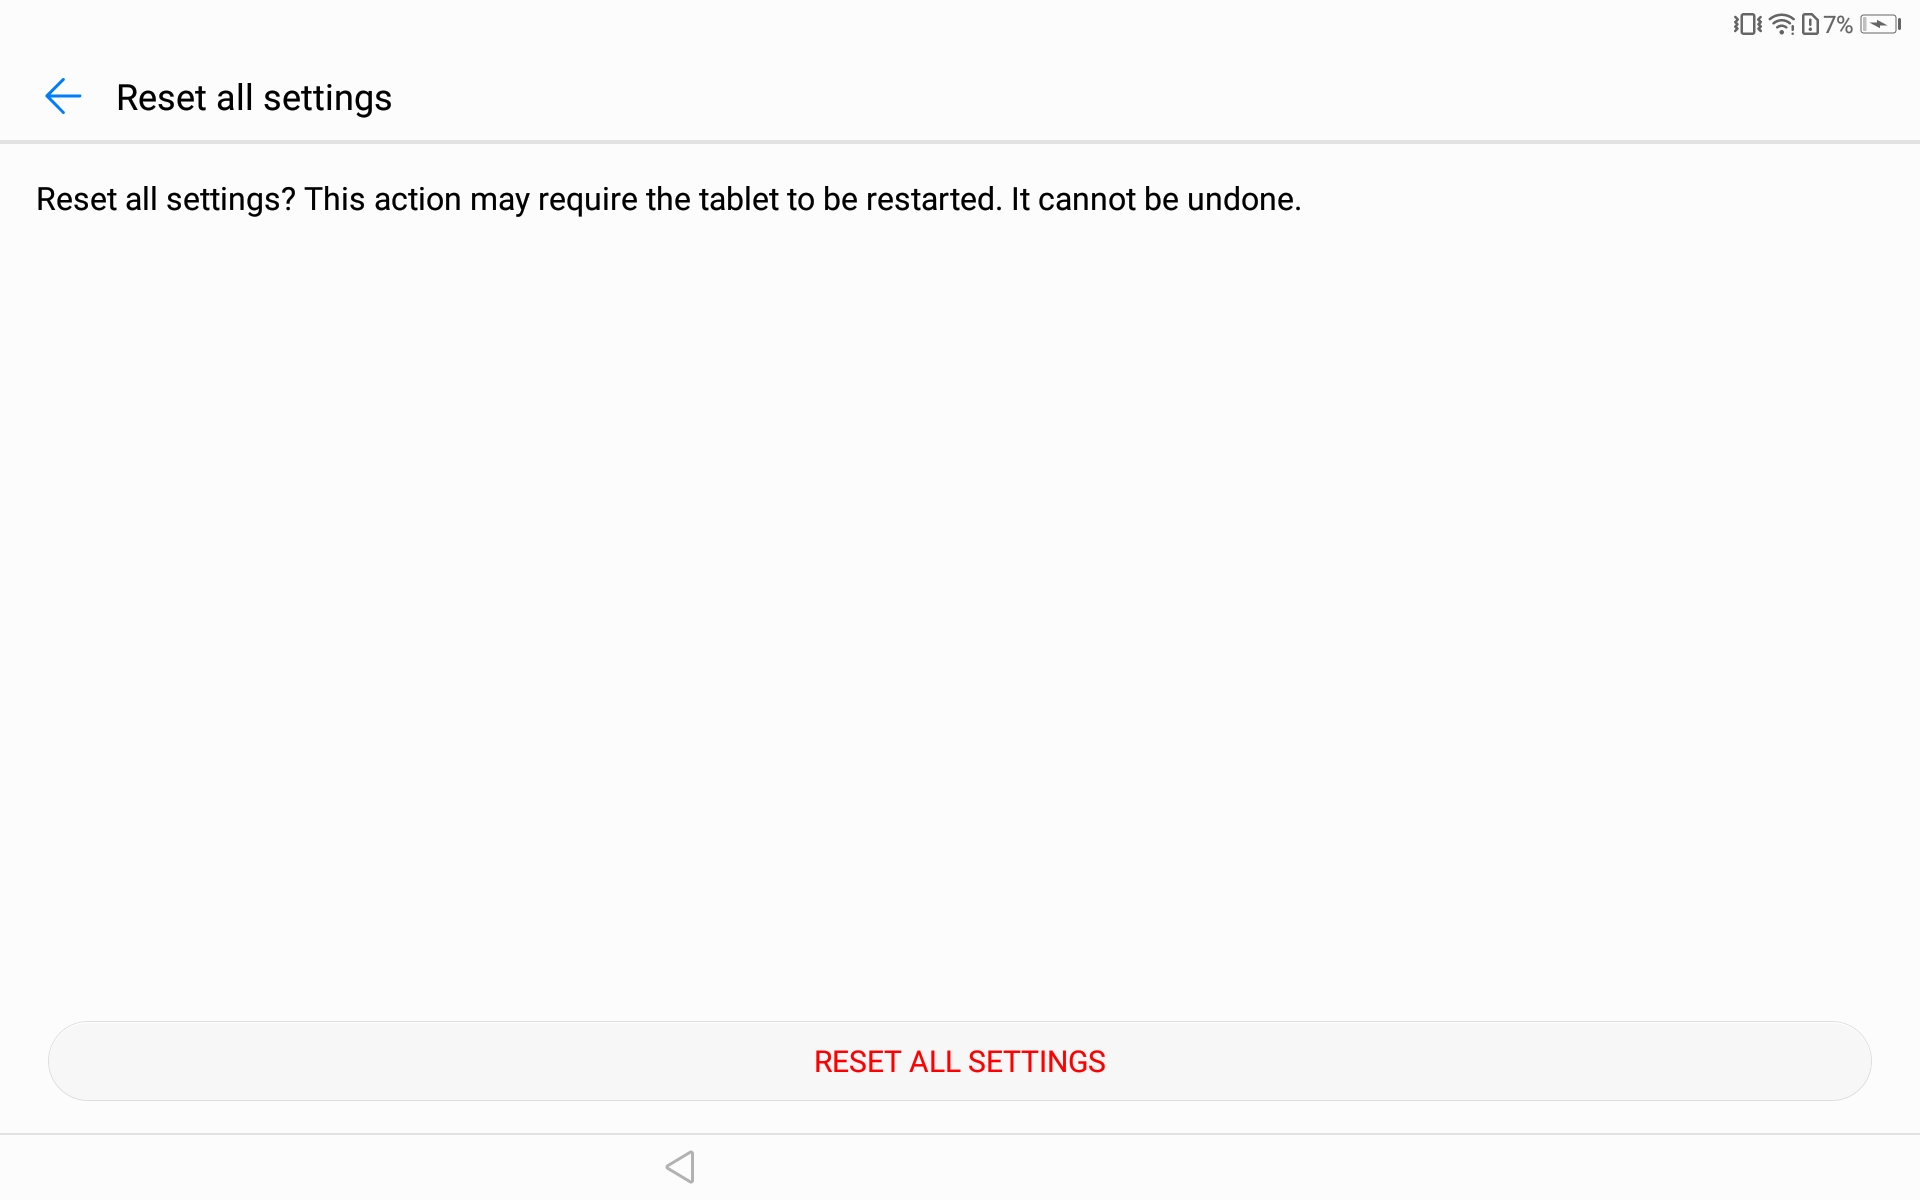 7%
Reset all settings
Reset all settings? This action may require the tablet to be restarted. It cannot be undone.
RESET ALL SETTINGS